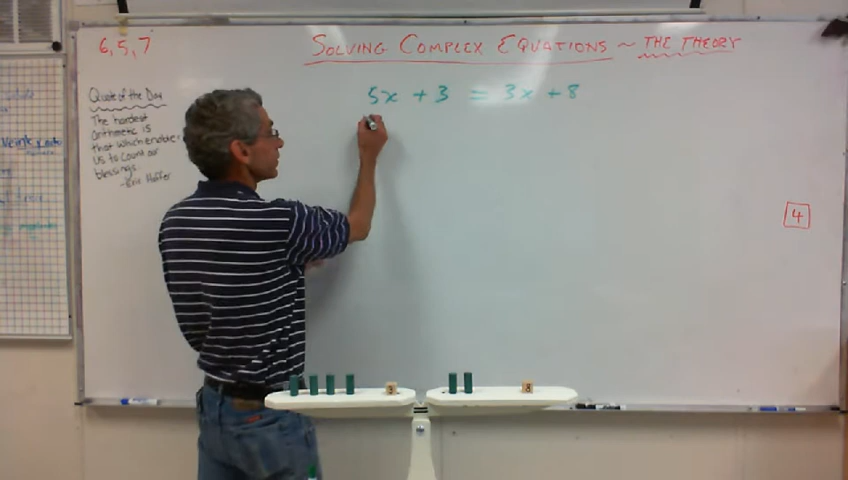 6, 5, 7
SOLVING COMPLEX EQUATIONS ~ THE THEORY
5x + 3 = 3x + 8
Quote of the Day
The hardest
arithmetic is
that which enables
us to count our
blessings
- Eric Hoffer
4
8